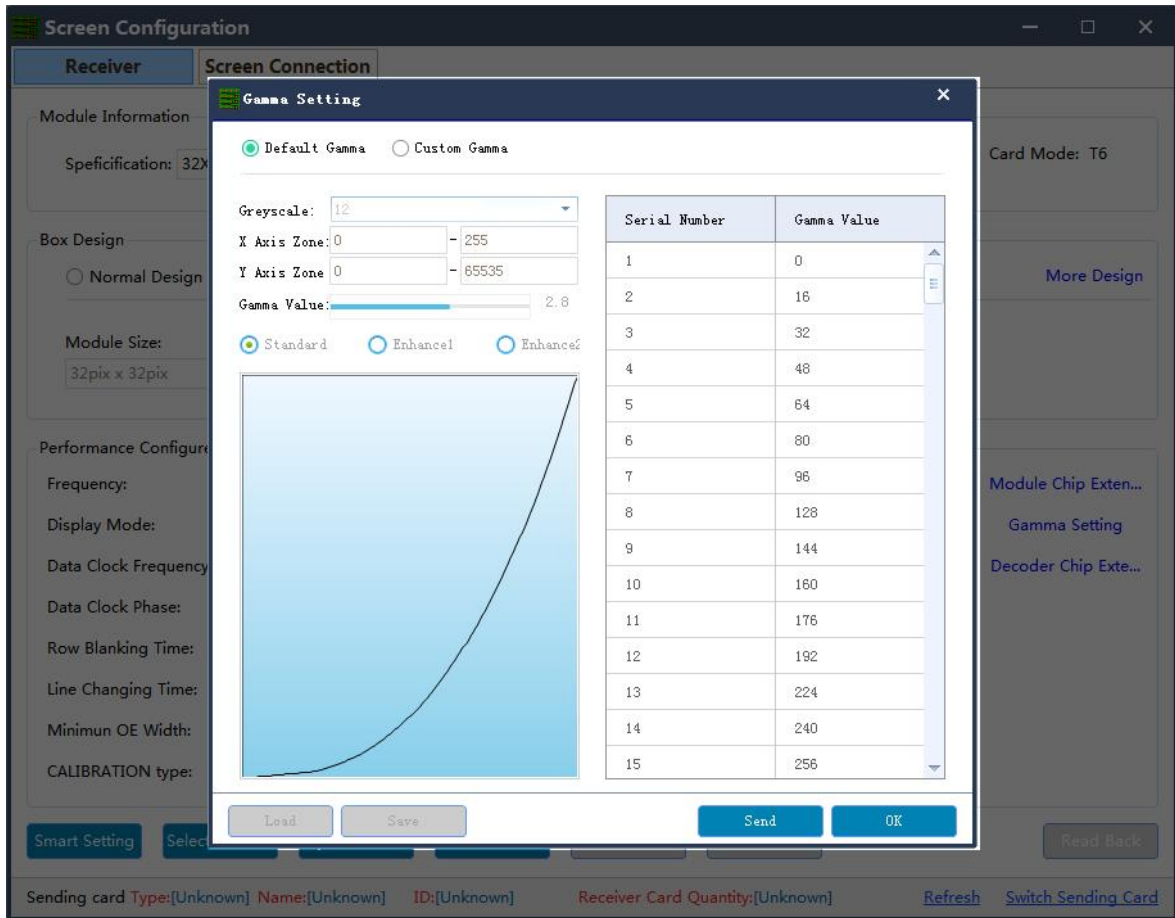 Screen Configuration
Receiver
Screen Connection
Module Information
Speficification: 32X
Card Mode: T6
Box Design
Normal Design
More Design
Module Size:
32pix x 32pix
Performance Configure
Frequency:
Display Mode:
Data Clock Frequency
Data Clock Phase:
Row Blanking Time:
Line Changing Time:
Minimun OE Width:
CALIBRATION type:
Module Chip Exten...
Gamma Setting
Decoder Chip Exte...
Gamma Setting
Default Gamma
Custom Gamma
Greyscale: 12
X Axis Zone: 0 - 255
Y Axis Zone 0 - 65535
Gamma Value: 2.8
Standard Enhance1 Enhance2
Serial Number Gamma Value
1 0
2 16
3 32
4 48
5 64
6 80
7 96
8 128
9 144
10 160
11 176
12 192
13 224
14 240
15 256
Load Save Send OK
Smart Setting
Read Back
Sending card Type:[Unknown] Name:[Unknown] ID:[Unknown] Receiver Card Quantity:[Unknown] Refresh Switch Sending Card